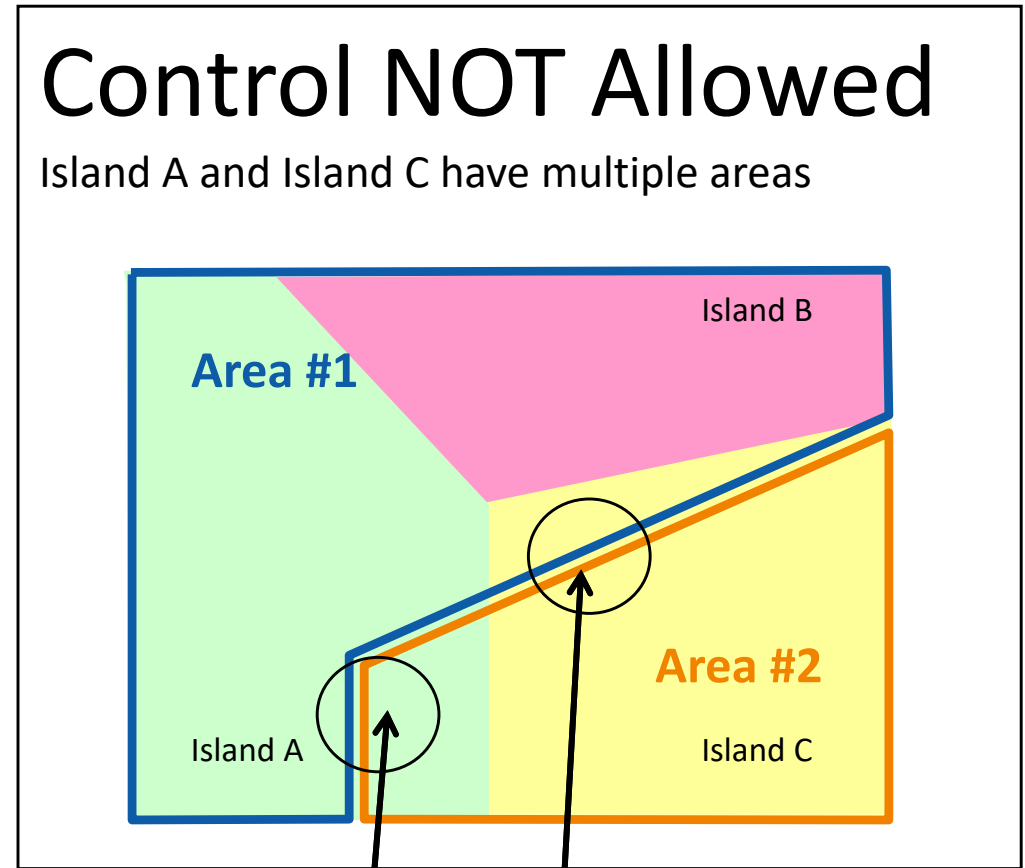 Control NOT Allowed
Island A and Island C have multiple areas
Island B
Area #1
Area #2
Island A
Island C